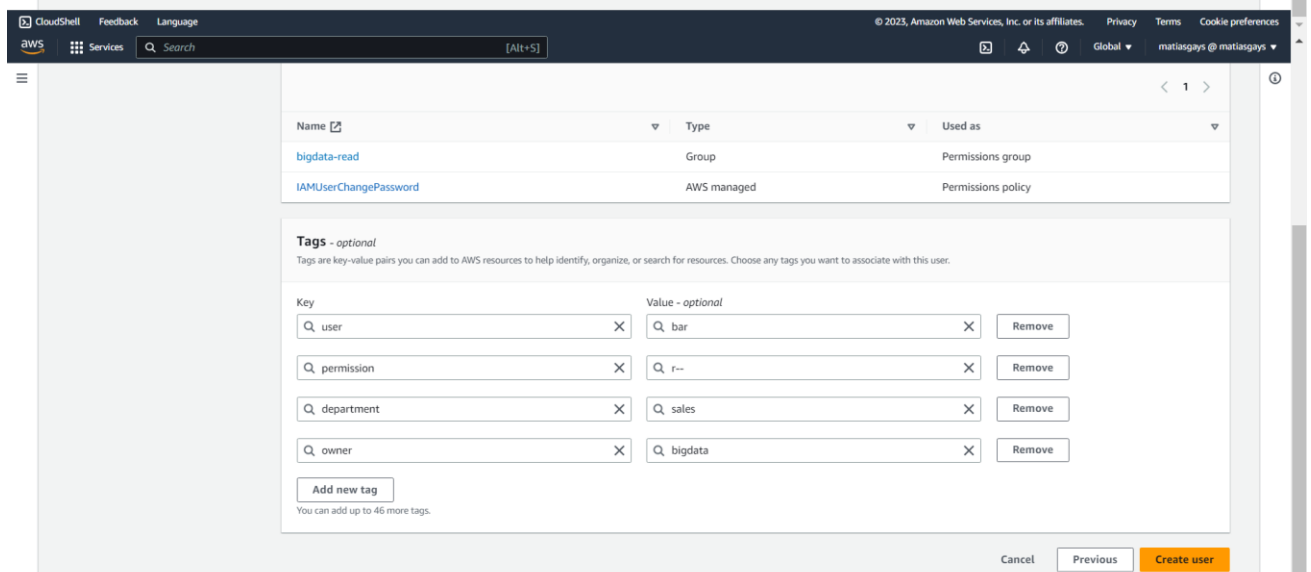 CloudShell Feedback Language © 2023, Amazon Web Services, Inc. or its affiliates. Privacy Terms Cookie preferences
aws Services Search [Alt+S] Global matiasgays @ matiasgays
1
Name Type Used as
bigdata-read Group Permissions group
IAMUserChangePassword AWS managed Permissions policy
Tags - optional
Tags are key-value pairs you can add to AWS resources to help identify, organize, or search for resources. Choose any tags you want to associate with this user.
Key Value - optional
user bar Remove
permission r-- Remove
department sales Remove
owner bigdata Remove
Add new tag
You can add up to 46 more tags.
Cancel Previous Create user